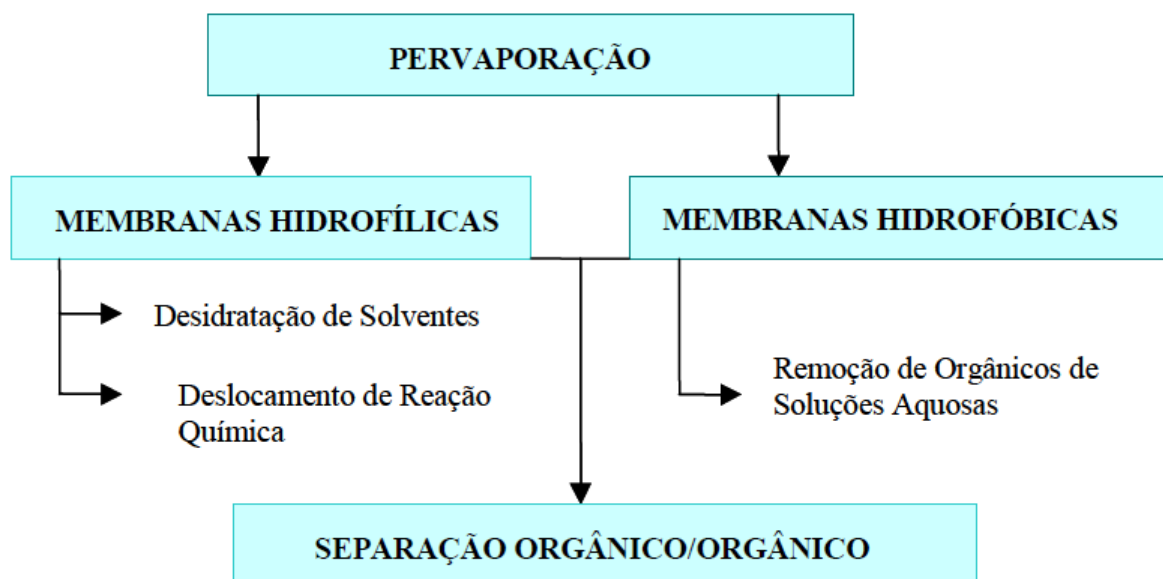 PERVAPORAÇÃO
MEMBRANAS HIDROFÍLICAS
MEMBRANAS HIDROFÓBICAS
Desidratação de Solventes
Deslocamento de Reação
Química
Remoção de Orgânicos de
Soluções Aquosas
SEPARAÇÃO ORGÂNICO/ORGÂNICO